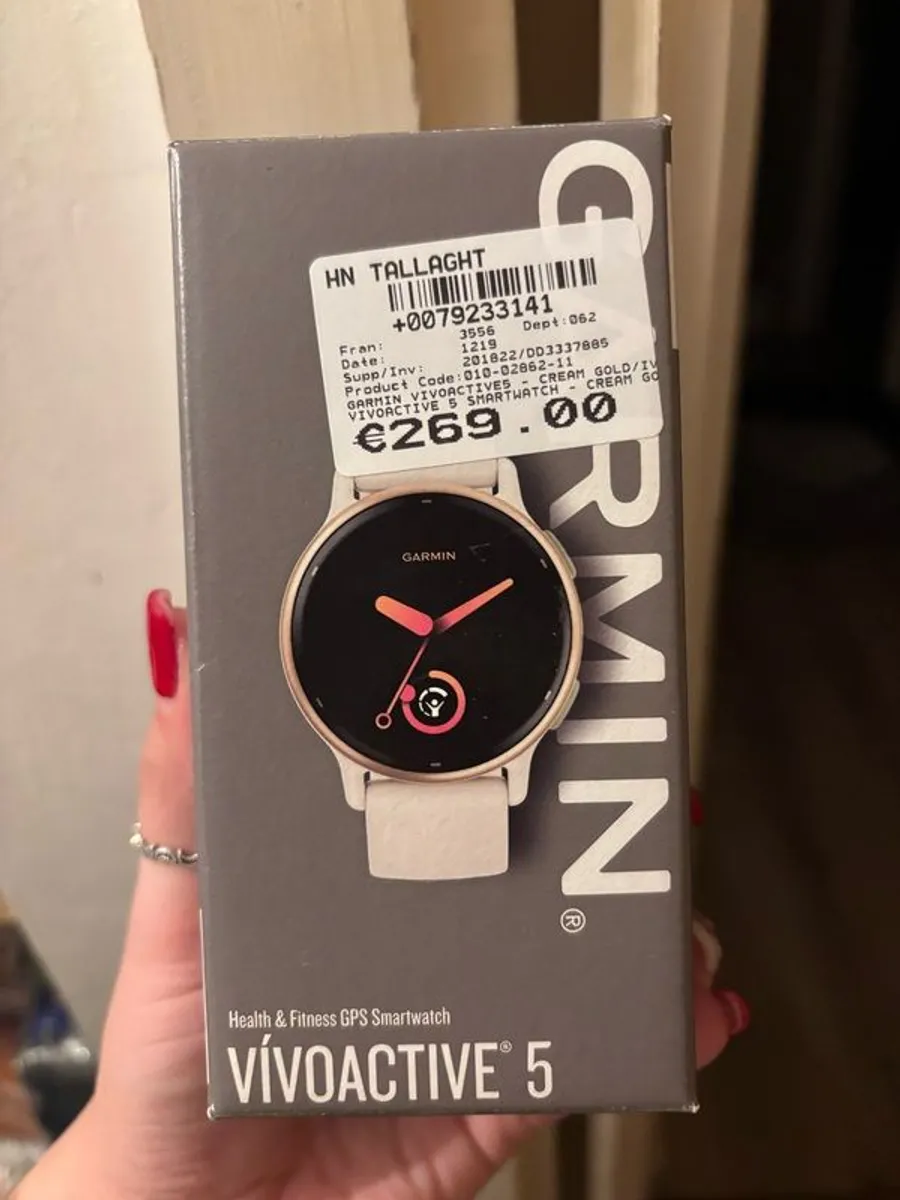 HN TALLAGHT
+0079233141
Fran: 3556 Dept:062
Date: 1219
Supp/Inv: 201822/DD3337885
Product Code:010-02862-11
GARMIN VIVOACTIVE5 - CREAM GOLD/IV
VIVOACTIVE 5 SMARTWATCH - CREAM GO
€269.00
GARMIN®
GARMIN
Health & Fitness GPS Smartwatch
VÍVOACTIVE® 5